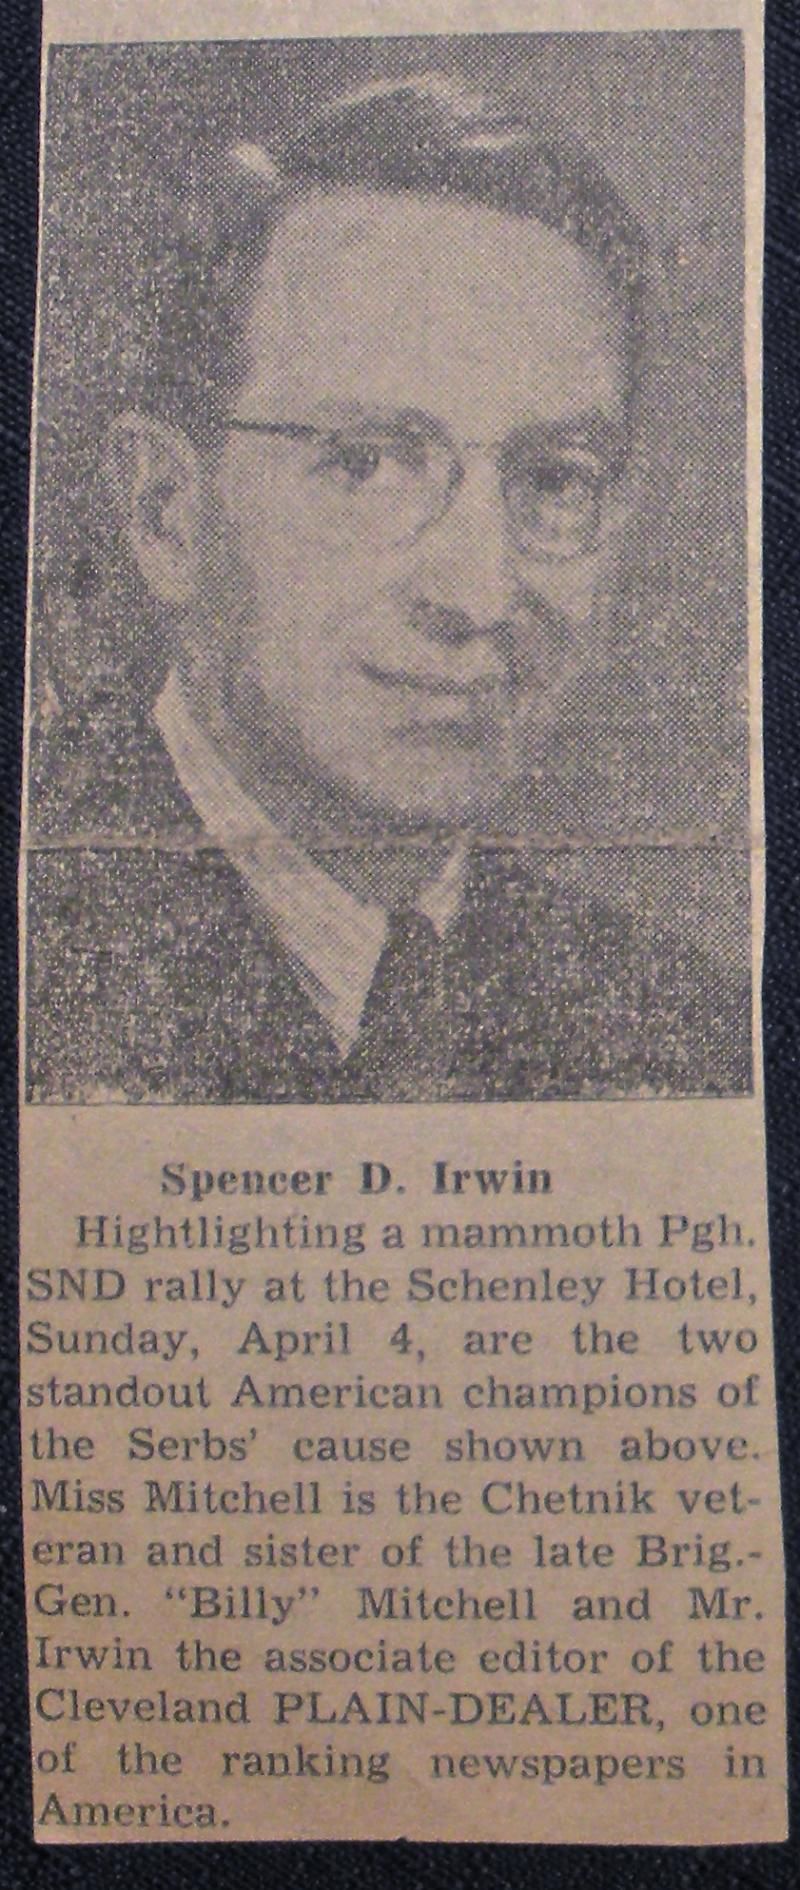 Spencer D. Irwin
Hightlighting a mammoth Pgh.
SND rally at the Schenley Hotel,
Sunday, April 4, are the two
standout American champions of
the Serbs' cause shown above.
Miss Mitchell is the Chetnik vet-
eran and sister of the late Brig.-
Gen. "Billy" Mitchell and Mr.
Irwin the associate editor of the
Cleveland PLAIN-DEALER, one
of the ranking newspapers in
America.